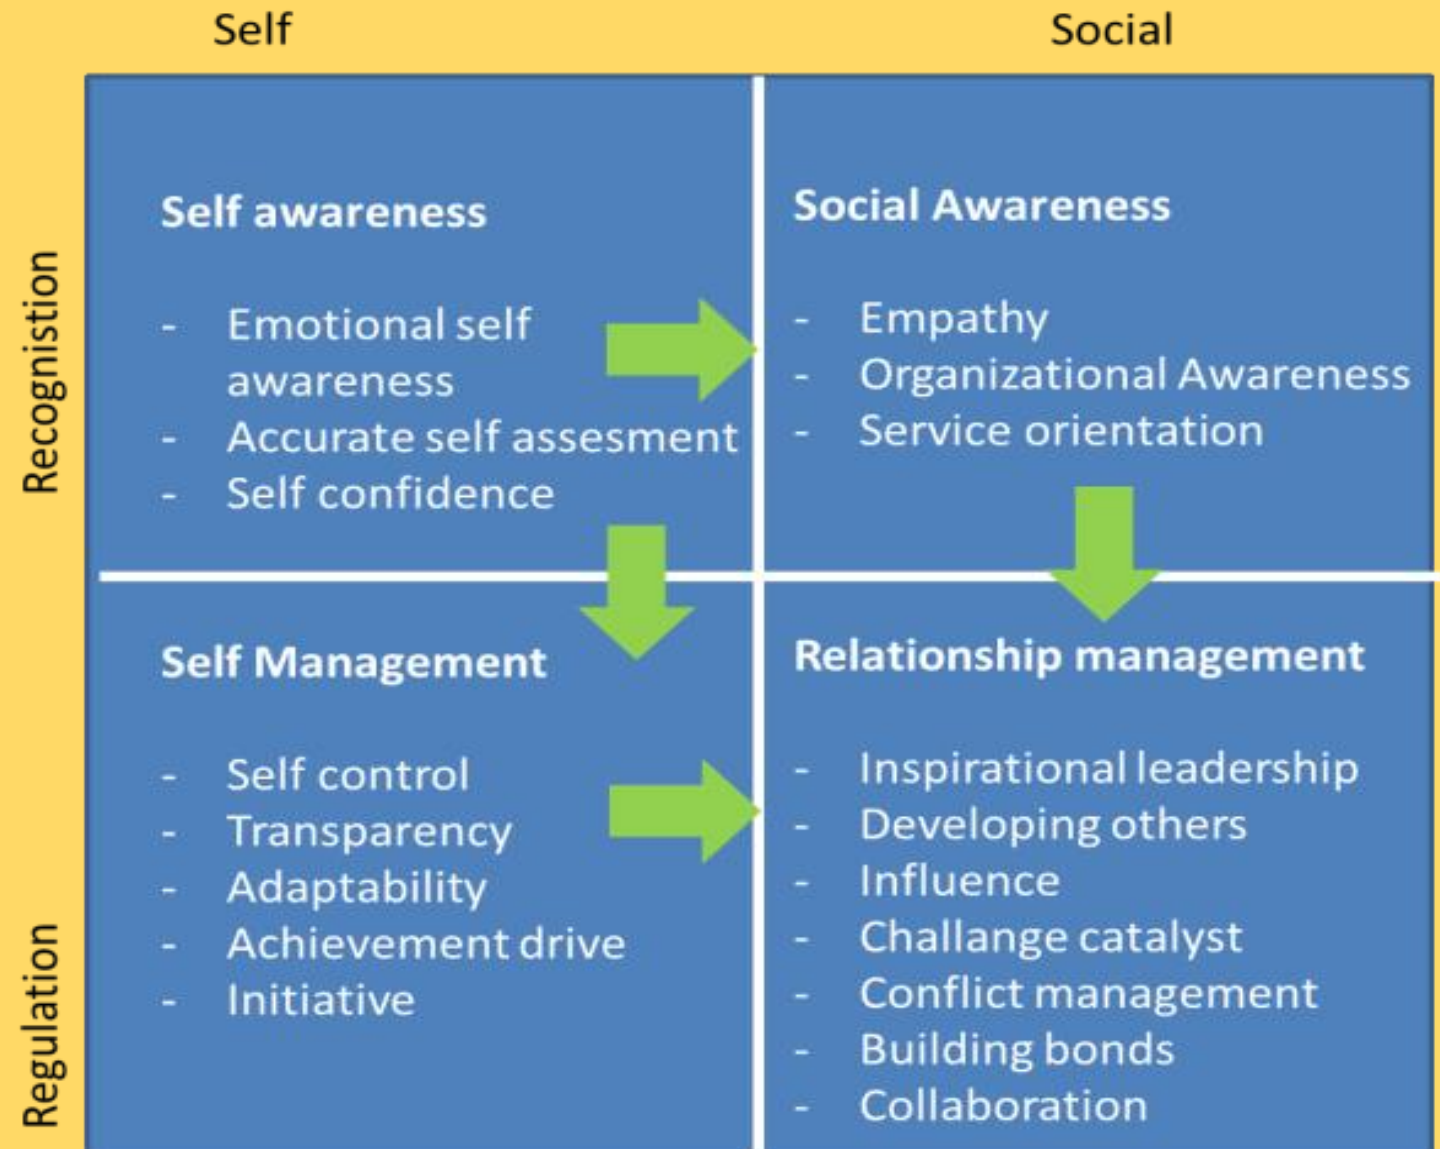 Self
Social
Recognistion
Self awareness
- Emotional self
awareness
- Accurate self assesment
- Self confidence
Social Awareness
- Empathy
- Organizational Awareness
- Service orientation
Regulation
Self Management
- Self control
- Transparency
- Adaptability
- Achievement drive
- Initiative
Relationship management
- Inspirational leadership
- Developing others
- Influence
- Challange catalyst
- Conflict management
- Building bonds
- Collaboration